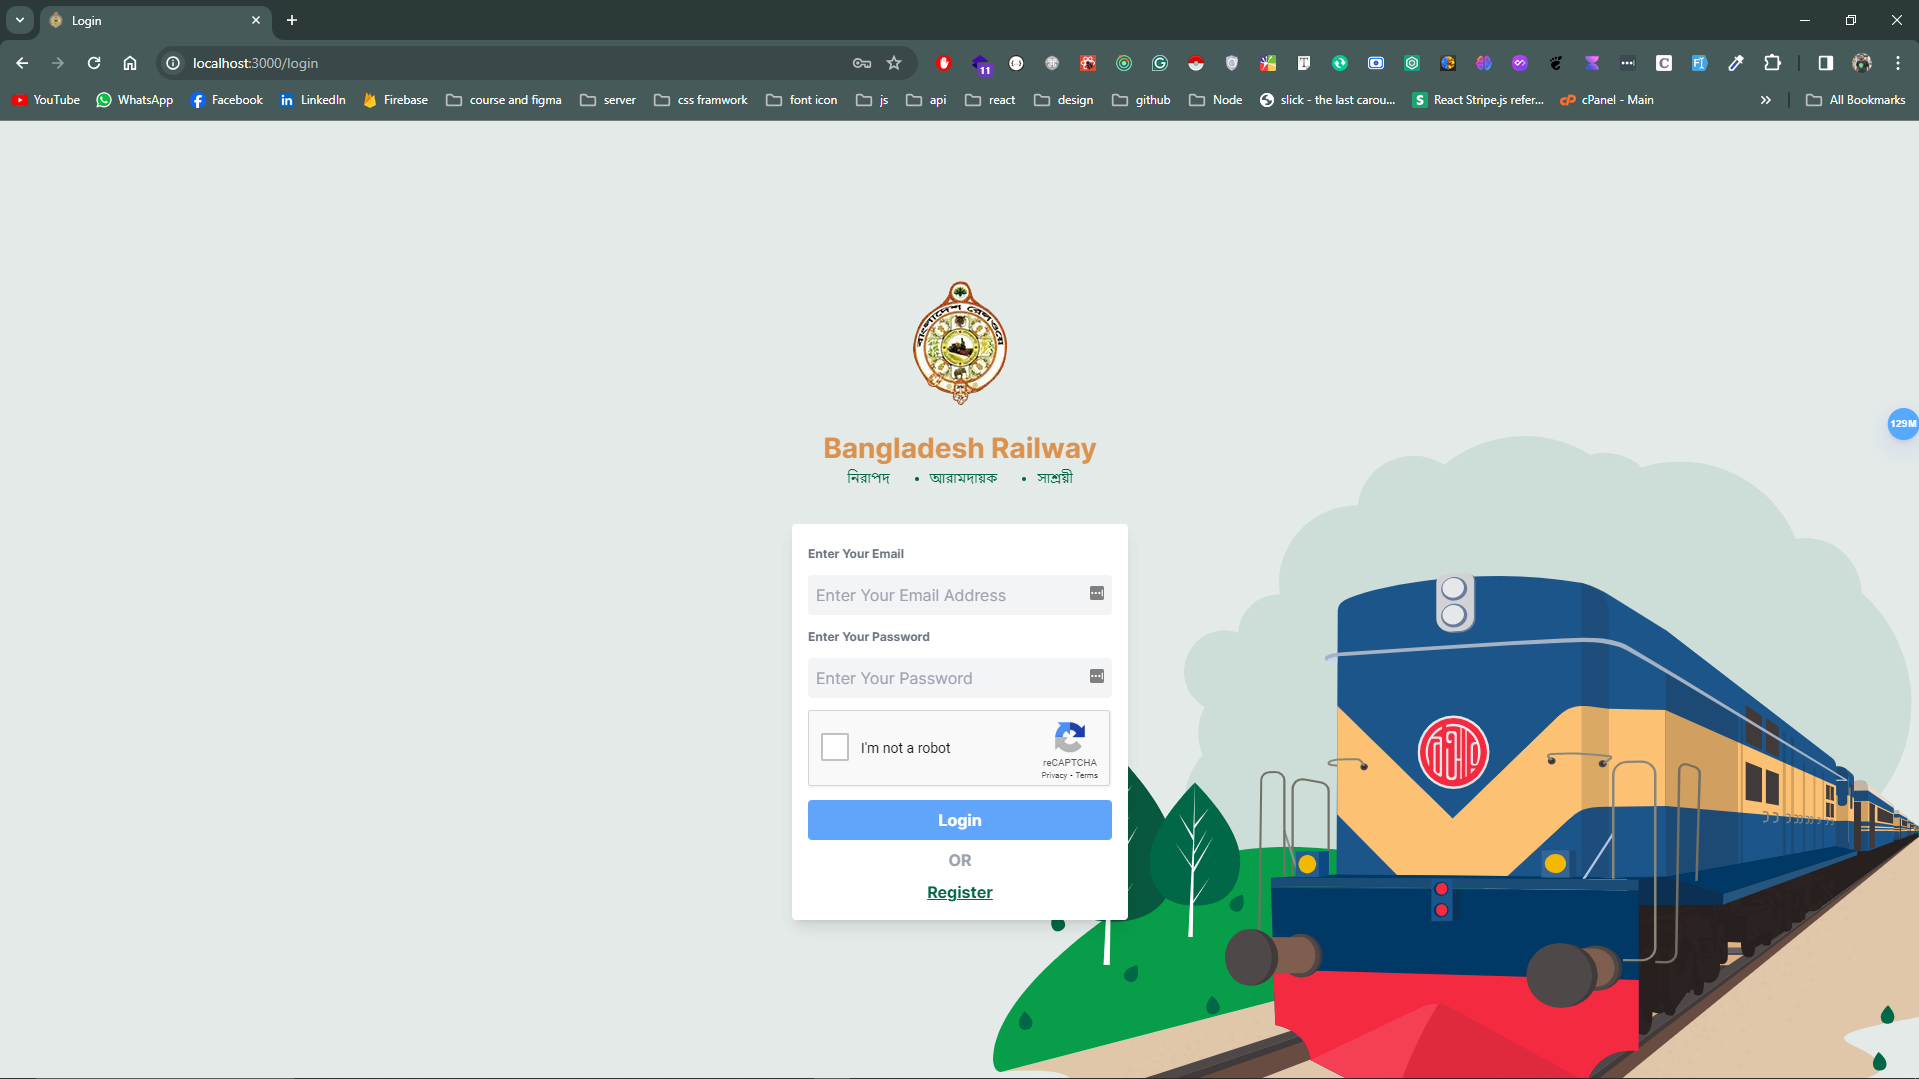 Login
localhost:3000/login
11
YouTube WhatsApp Facebook LinkedIn Firebase course and figma server css framwork font icon js api react design github Node slick - the last carou... React Stripe.js refer... cPanel - Main All Bookmarks
বাংলাদেশ রেলওয়ে
129M
Bangladesh Railway
নিরাপদ • আরামদায়ক • সাশ্রয়ী
Enter Your Email
Enter Your Email Address
Enter Your Password
Enter Your Password
I'm not a robot
reCAPTCHA
Privacy - Terms
Login
OR
Register